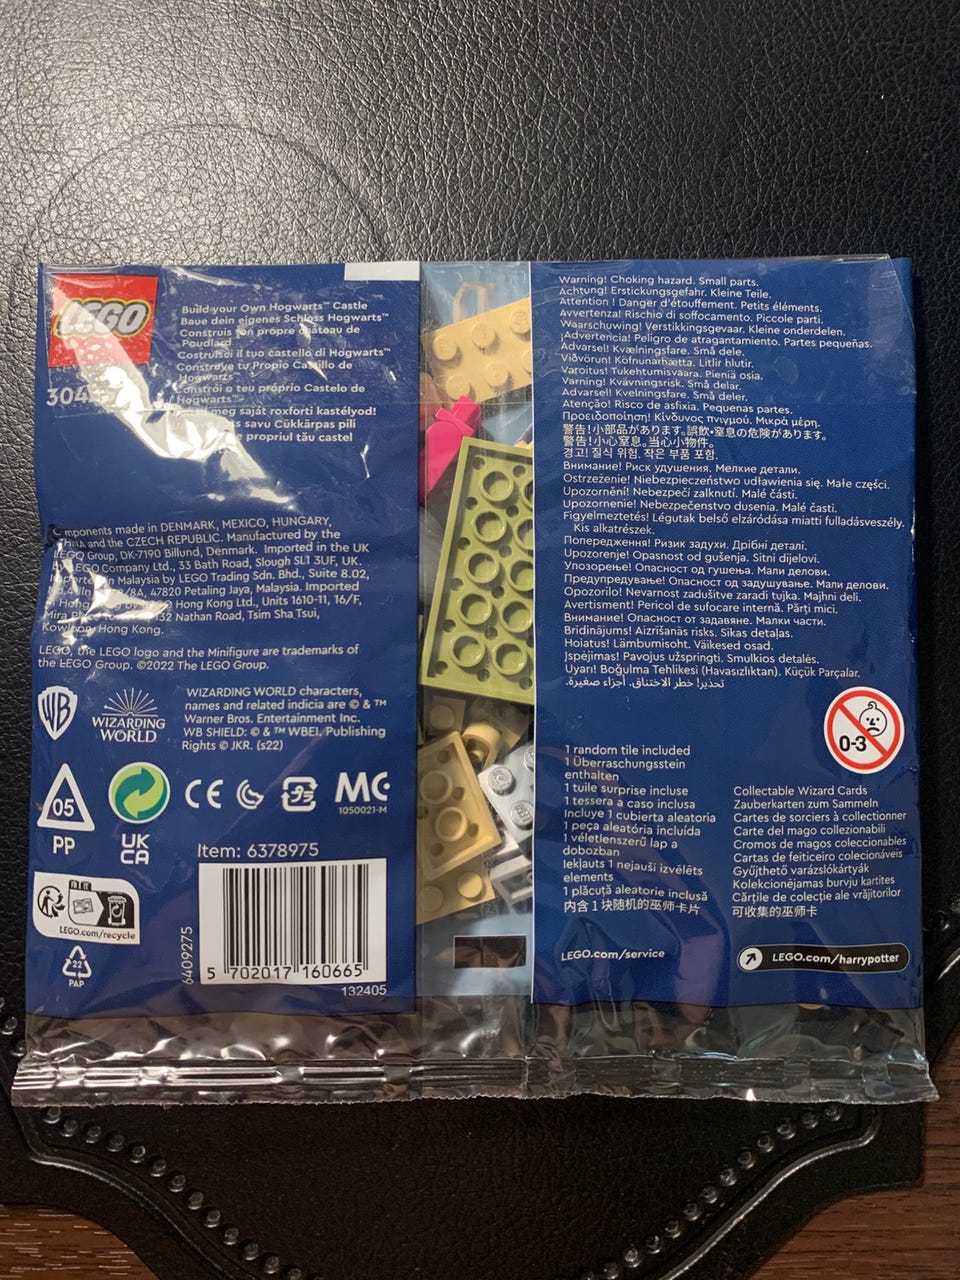 LEGO
304
Build your Own Hogwarts™ Castle
Baue dein eigenes Schloss Hogwarts™
Construis ton propre château de
Poudlard
Costruisci il tuo castello di Hogwarts™
Construye tu Propio Castillo de
Hogwarts™
teu próprio Castelo de
Hogwarts™
meg saját roxforti kastélyod!
savu Cūkkārpas pili
propriul tău castel
Components made in DENMARK, MEXICO, HUNGARY,
and the CZECH REPUBLIC. Manufactured by the
LEGO Group, DK-7190 Billund, Denmark. Imported in the UK
LEGO Company Ltd., 33 Bath Road, Slough SL1 3UF, UK.
in Malaysia by LEGO Trading Sdn. Bhd., Suite 8.02,
/8A, 47820 Petaling Jaya, Malaysia. Imported
Hong Kong by Hong Kong Ltd., Units 1610-11, 16/F,
Mira Place 132 Nathan Road, Tsim Sha Tsui,
Kowloon, Hong Kong.
LEGO, the LEGO logo and the Minifigure are trademarks of
the LEGO Group. ©2022 The LEGO Group.
WB
WIZARDING
WORLD
WIZARDING WORLD characters,
names and related indicia are © & ™
Warner Bros. Entertainment Inc.
WB SHIELD: © & ™ WBEI. Publishing
Rights © JKR. (s22)
05
PP
UK
CA
CE
1050021-M
Item: 6378975
LEGO.com/recycle
22
PAP
6409275
5 702017 160665
132405
Warning! Choking hazard. Small parts.
Achtung! Erstickungsgefahr. Kleine Teile.
Attention ! Danger d'étouffement. Petits éléments.
Avvertenza! Rischio di soffocamento. Piccole parti.
Waarschuwing! Verstikkingsgevaar. Kleine onderdelen.
¡Advertencia! Peligro de atragantamiento. Partes pequeñas.
Advarsel! Kvælningsfare. Små dele.
Viðvörun! Köfnunarhætta. Litlir hlutir.
Varoitus! Tukehtumisvaara. Pieniä osia.
Varning! Kvävningsrisk. Små delar.
Advarsel! Kvelningsfare. Små deler.
Atenção! Risco de asfixia. Pequenas partes.
Προειδοποίηση! Κίνδυνος πνιγμού. Μικρά μέρη.
警告!小部品があります。誤飲・窒息の危険があります。
警告!小心窒息。当心小物件。
경고! 질식 위험. 작은 부품 포함.
Внимание! Риск удушения. Мелкие детали.
Ostrzeżenie! Niebezpieczeństwo udławienia się. Małe części.
Upozornění! Nebezpečí zalknutí. Malé části.
Upozornenie! Nebezpečenstvo dusenia. Malé časti.
Figyelmeztetés! Légutak belső elzáródása miatti fulladásveszély.
Kis alkatrészek.
Попередження! Ризик задухи. Дрібні деталі.
Upozorenje! Opasnost od gušenja. Sitni dijelovi.
Упозорење! Опасност од гушења. Мали делови.
Предупредување! Опасност од задушување. Мали делови.
Opozorilo! Nevarnost zadušitve zaradi tujka. Majhni deli.
Avertisment! Pericol de sufocare internă. Părți mici.
Внимание! Опасност от задавяне. Малки части.
Brīdinājums! Aizrīšanās risks. Sīkas detaļas.
Hoiatus! Lämbumisoht. Väikesed osad.
Įspėjimas! Pavojus užspringti. Smulkios detalės.
Uyarı! Boğulma Tehlikesi (Havasızlıktan). Küçük Parçalar.
تحذير! خطر الاختناق. أجزاء صغيرة.
0-3
1 random tile included
1 Überraschungsstein
enthalten
1 tuile surprise incluse
1 tessera a caso inclusa
Incluye 1 cubierta aleatoria
1 peça aleatória incluída
1 véletlenszerű lap a
dobozban
Iekļauts 1 nejauši izvēlēts
elements
1 plăcuță aleatorie inclusă
内含 1 块随机的巫师卡片
Collectable Wizard Cards
Zauberkarten zum Sammeln
Cartes de sorciers à collectionner
Carte del mago collezionabili
Cromos de magos coleccionables
Cartas de feiticeiro colecionáveis
Gyűjthető varázslókártyák
Kolekcionējamas burvju kartītes
Cărțile de colecție ale vrăjitorilor
可收集的巫师卡
LEGO.com/service
LEGO.com/harrypotter